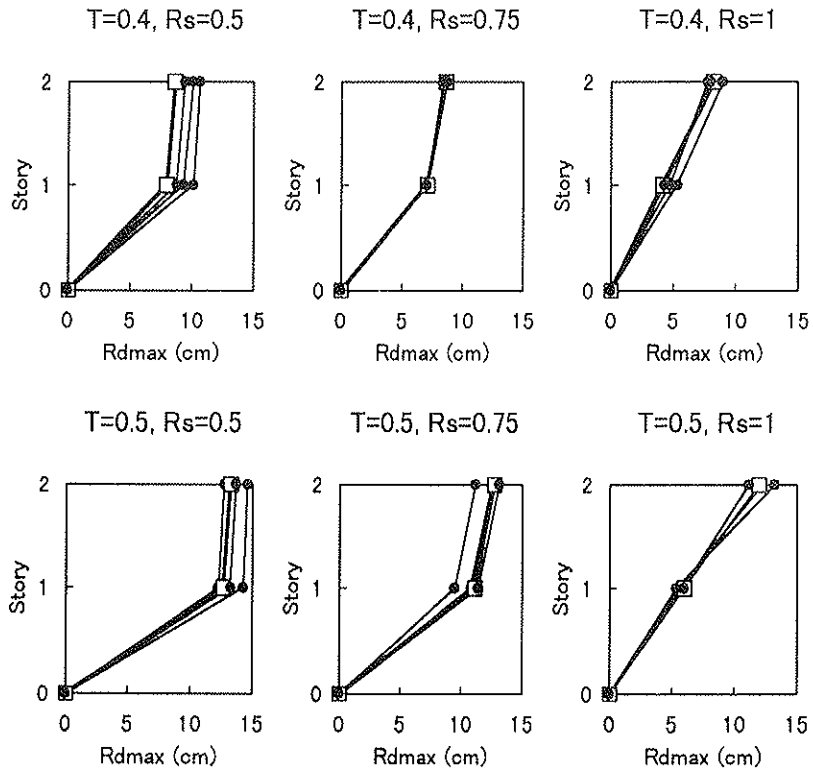 T=0.4, Rs=0.5 T=0.4, Rs=0.75 T=0.4, Rs=1
2 2 2
Story Story Story
1 1 1
0 0 0
0 5 10 15 0 5 10 15 0 5 10 15
Rdmax (cm) Rdmax (cm) Rdmax (cm)
T=0.5, Rs=0.5 T=0.5, Rs=0.75 T=0.5, Rs=1
2 2 2
Story Story Story
1 1 1
0 0 0
0 5 10 15 0 5 10 15 0 5 10 15
Rdmax (cm) Rdmax (cm) Rdmax (cm)